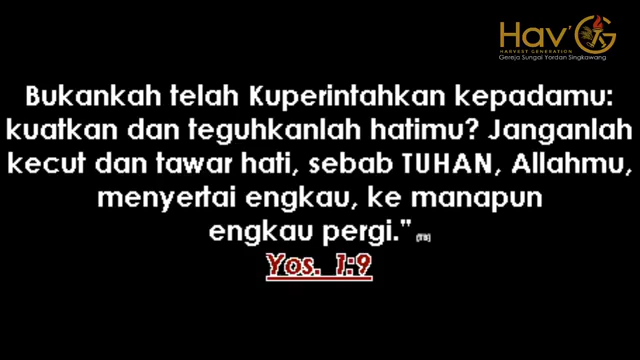 Hav'G
HARVEST GENERATION
Gereja Sungai Yordan Singkawang
Bukankah telah Kuperintahkan kepadamu:
kuatkan dan teguhkanlah hatimu? Janganlah
kecut dan tawar hati, sebab TUHAN, Allahmu,
menyertai engkau, ke manapun
engkau pergi." (TB)
Yos. 1:9